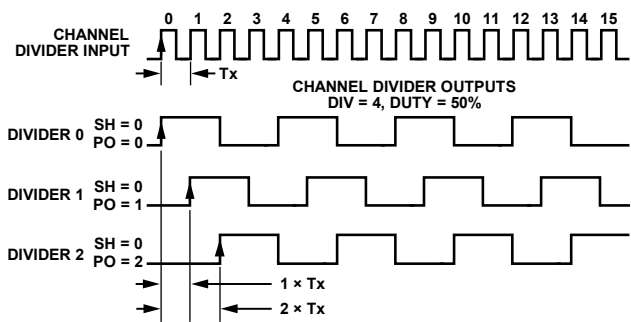 0 1 2 3 4 5 6 7 8 9 10 11 12 13 14 15
CHANNEL
DIVIDER INPUT
Tx
CHANNEL DIVIDER OUTPUTS
DIV = 4, DUTY = 50%
DIVIDER 0
SH = 0
PO = 0
DIVIDER 1
SH = 0
PO = 1
DIVIDER 2
SH = 0
PO = 2
1 × Tx
2 × Tx